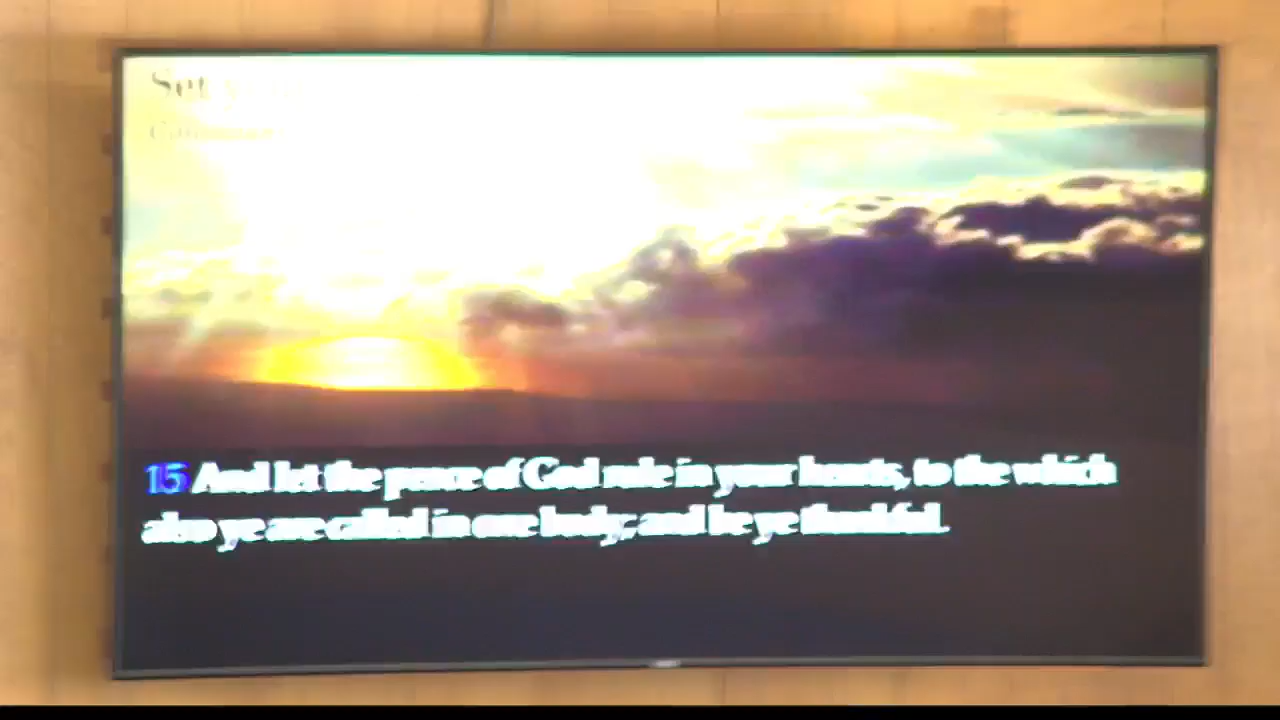 Set
15 And let the peace of God rule in your hearts, to the which
also ye are called in one body; and be ye thankful.